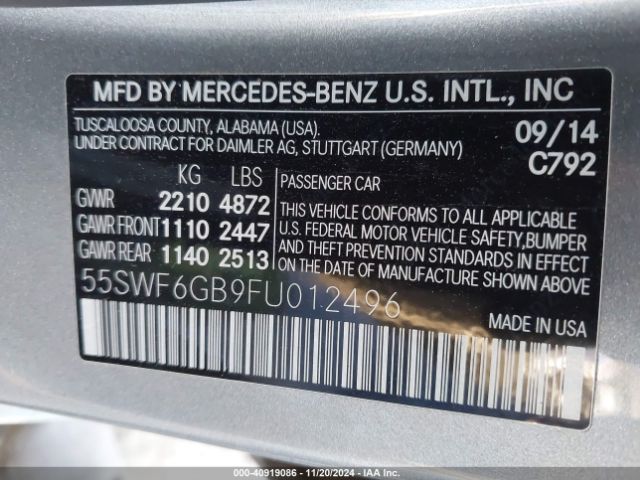 MFD BY MERCEDES-BENZ U.S. INTL., INC
TUSCALOOSA COUNTY, ALABAMA (USA). 09/14
UNDER CONTRACT FOR DAIMLER AG, STUTTGART (GERMANY) C792
KG LBS
GVWR 2210 4872
GAWR FRONT 1110 2447
GAWR REAR 1140 2513
PASSENGER CAR
THIS VEHICLE CONFORMS TO ALL APPLICABLE
U.S. FEDERAL MOTOR VEHICLE SAFETY, BUMPER
AND THEFT PREVENTION STANDARDS IN EFFECT
ON THE DATE OF MANUFACTURE SHOWN ABOVE.
55SWF6GB9FU012496
MADE IN USA
000-40919086 - 11/20/2024 - IAA Inc.